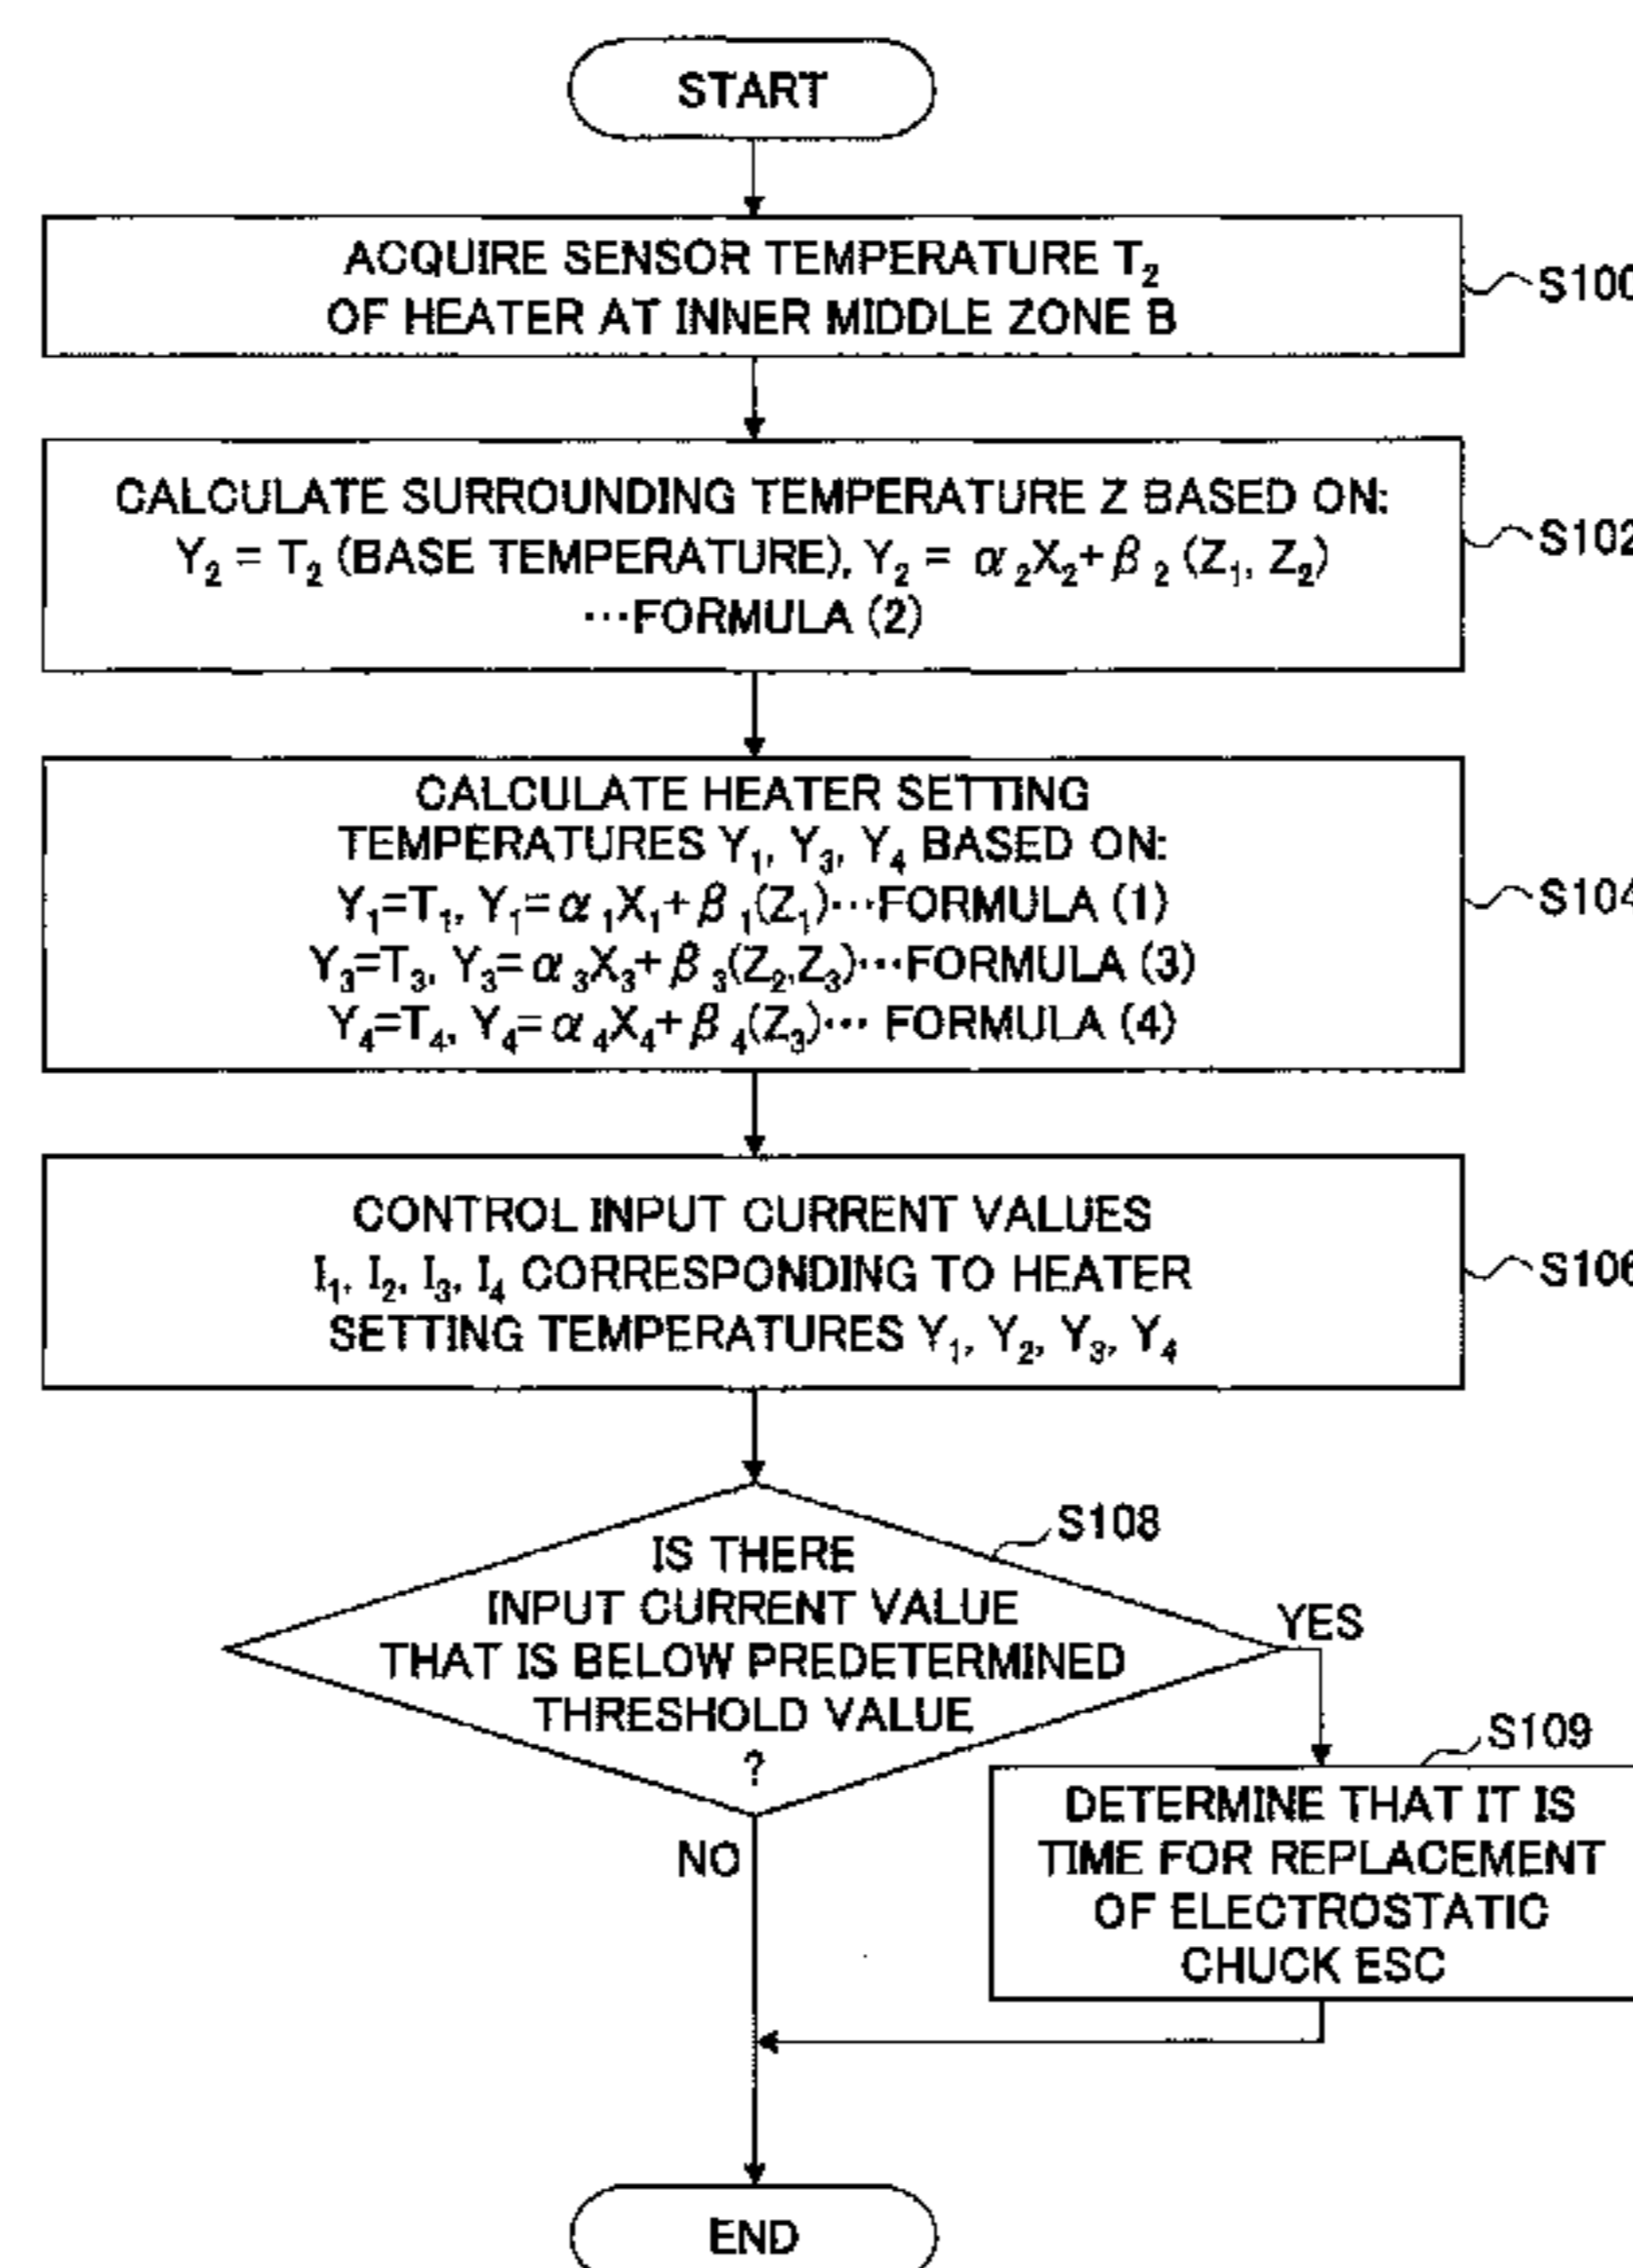 START
ACQUIRE SENSOR TEMPERATURE T₂
OF HEATER AT INNER MIDDLE ZONE B
S100
CALCULATE SURROUNDING TEMPERATURE Z BASED ON:
Y₂ = T₂ (BASE TEMPERATURE), Y₂ = α₂X₂+β₂ (Z₁, Z₂)
···FORMULA (2)
S102
CALCULATE HEATER SETTING
TEMPERATURES Y₁, Y₃, Y₄ BASED ON:
Y₁=T₁, Y₁=α₁X₁+β₁(Z₁)···FORMULA (1)
Y₃=T₃, Y₃=α₃X₃+β₃(Z₂,Z₃)···FORMULA (3)
Y₄=T₄, Y₄=α₄X₄+β₄(Z₃)··· FORMULA (4)
S104
CONTROL INPUT CURRENT VALUES
I₁, I₂, I₃, I₄ CORRESPONDING TO HEATER
SETTING TEMPERATURES Y₁, Y₂, Y₃, Y₄
S106
IS THERE
INPUT CURRENT VALUE
THAT IS BELOW PREDETERMINED
THRESHOLD VALUE
?
S108
YES
NO
S109
DETERMINE THAT IT IS
TIME FOR REPLACEMENT
OF ELECTROSTATIC
CHUCK ESC
END